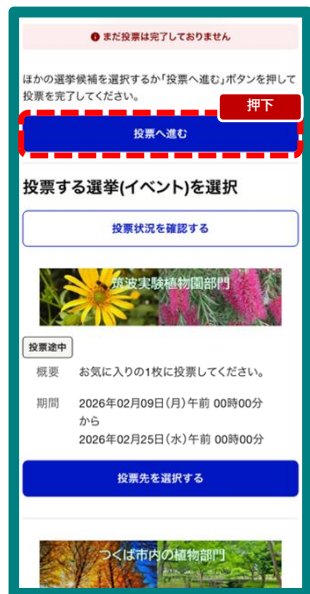 まだ投票は完了しておりません
ほかの選挙候補を選択するか「投票へ進む」ボタンを押して
投票を完了してください。
押下
投票へ進む
投票する選挙(イベント)を選択
投票状況を確認する
筑波実験植物園部門
投票途中
概要 お気に入りの1枚に投票してください。
期間 2026年02月09日(月)午前 00時00分
から
2026年02月25日(水)午前 00時00分
投票先を選択する
つくば市内の植物部門